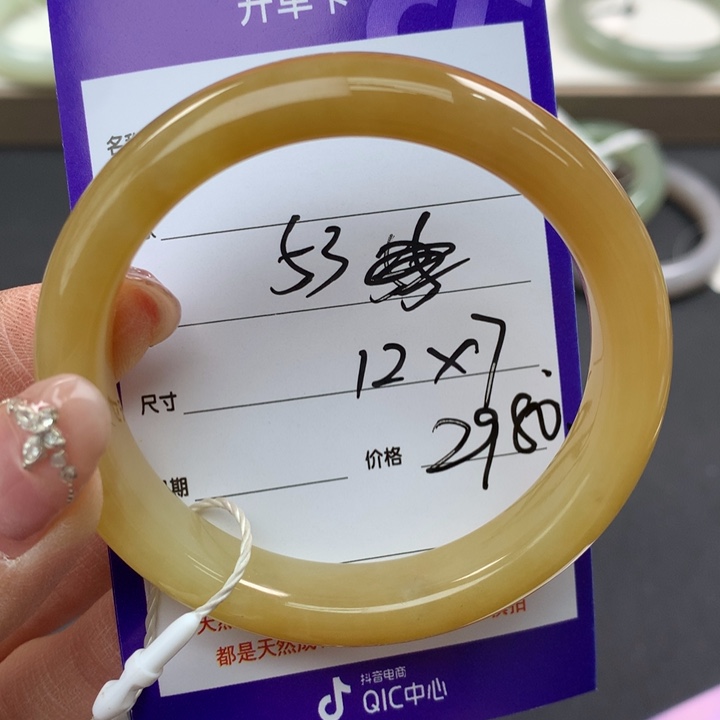 开单卡
53
12×7
尺寸
2980.
价格
期
都是天然
抖音电商
QIC中心